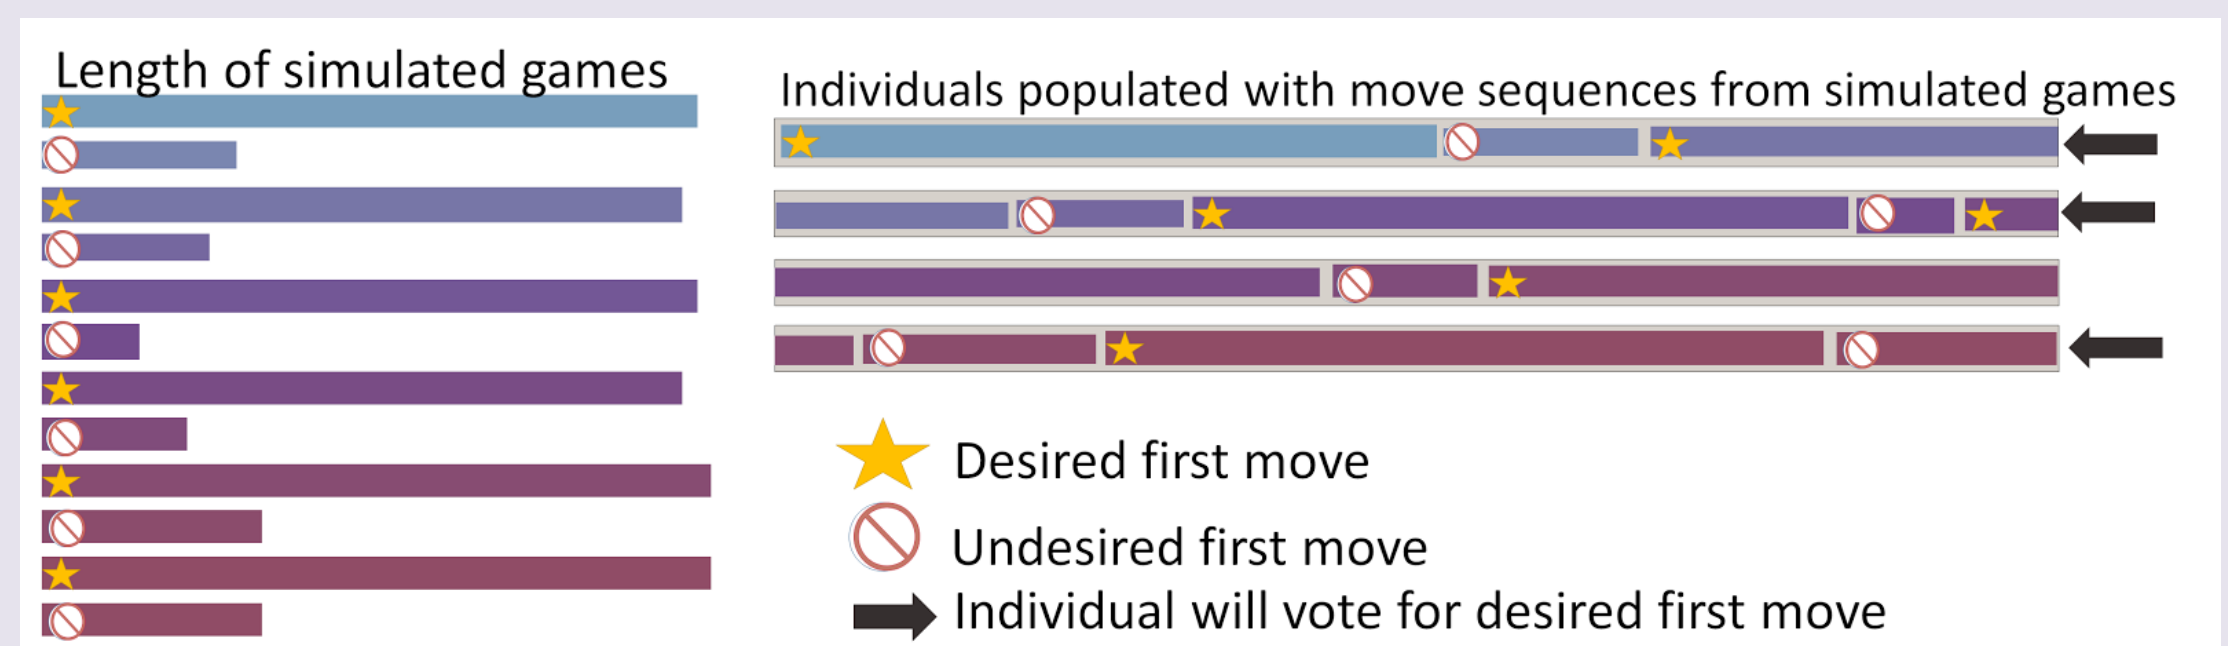 Length of simulated games
Individuals populated with move sequences from simulated games
Desired first move
Undesired first move
Individual will vote for desired first move